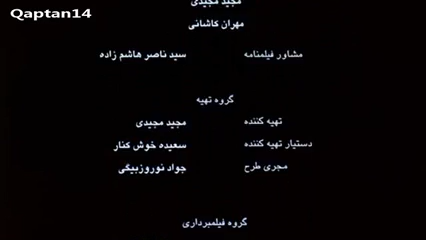 Qaptan14
مجید مجیدی
مهران کاشانی
مشاور فیلمنامه سید ناصر هاشم زاده
گروه تهیه
تهیه کننده مجید مجیدی
دستیار تهیه کننده سعیده خوش کنار
مجری طرح جواد نوروزبیگی
گروه فیلمبرداری